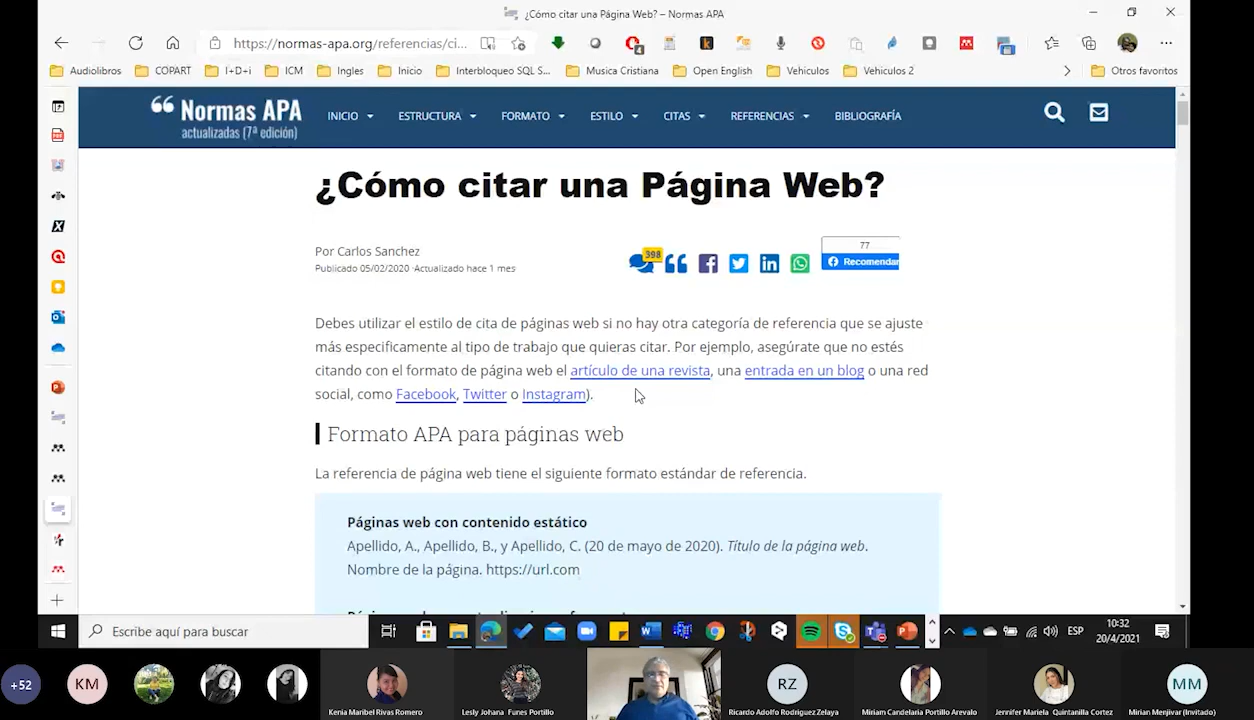 ¿Cómo citar una Página Web? – Normas APA
https://normas-apa.org/referencias/ci...
4
Audiolibros COPART I+D+i ICM Ingles Inicio Interbloqueo SQL S... Musica Cristiana Open English Vehiculos Vehiculos 2 Otros favoritos
Normas APA
actualizadas (7ª edición)
INICIO ESTRUCTURA FORMATO ESTILO CITAS REFERENCIAS BIBLIOGRAFÍA
¿Cómo citar una Página Web?
Por Carlos Sanchez
Publicado 05/02/2020 ·Actualizado hace 1 mes
398
77
Recomendar
Debes utilizar el estilo de cita de páginas web si no hay otra categoría de referencia que se ajuste
más especificamente al tipo de trabajo que quieras citar. Por ejemplo, asegúrate que no estés
citando con el formato de página web el artículo de una revista, una entrada en un blog o una red
social, como Facebook, Twitter o Instagram).
Formato APA para páginas web
La referencia de página web tiene el siguiente formato estándar de referencia.
Páginas web con contenido estático
Apellido, A., Apellido, B., y Apellido, C. (20 de mayo de 2020). Título de la página web.
Nombre de la página. https://url.com
Escribe aquí para buscar
ESP
10:32
20/4/2021
+52
KM
Kenia Maribel Rivas Romero
Lesly Johana Funes Portillo
RZ
Ricardo Adolfo Rodriguez Zelaya
Miriam Candelaria Portillo Arevalo
Jennifer Mariela Quintanilla Cortez
MM
Mirian Menjivar (Invitado)